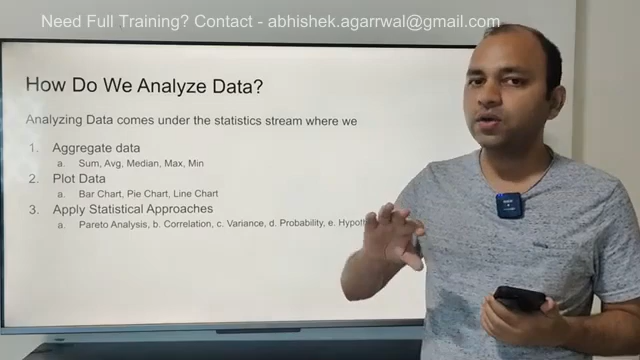 Need Full Training? Contact - abhishek.agarrwal@gmail.com
How Do We Analyze Data?
Analyzing Data comes under the statistics stream where we
1. Aggregate data
a. Sum, Avg, Median, Max, Min
2. Plot Data
a. Bar Chart, Pie Chart, Line Chart
3. Apply Statistical Approaches
a. Pareto Analysis, b. Correlation, c. Variance, d. Probability, e.